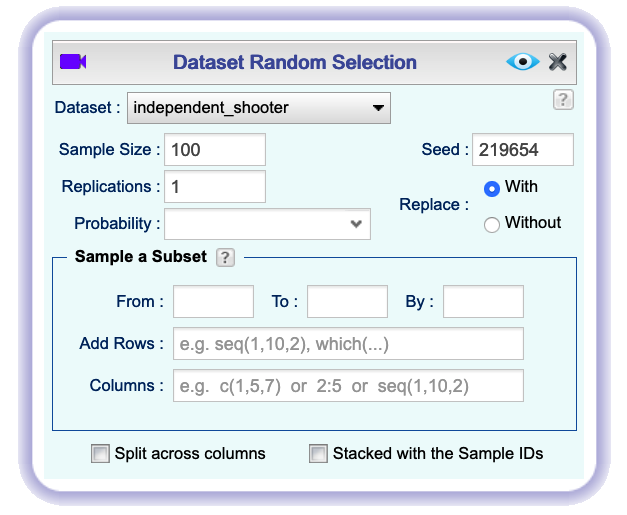 Dataset Random Selection
Dataset : independent_shooter
?
Sample Size : 100 Seed : 219654
Replications : 1 Replace : With
Probability : Without
Sample a Subset ?
From : To : By :
Add Rows : e.g. seq(1,10,2), which(...)
Columns : e.g. c(1,5,7) or 2:5 or seq(1,10,2)
Split across columns Stacked with the Sample IDs